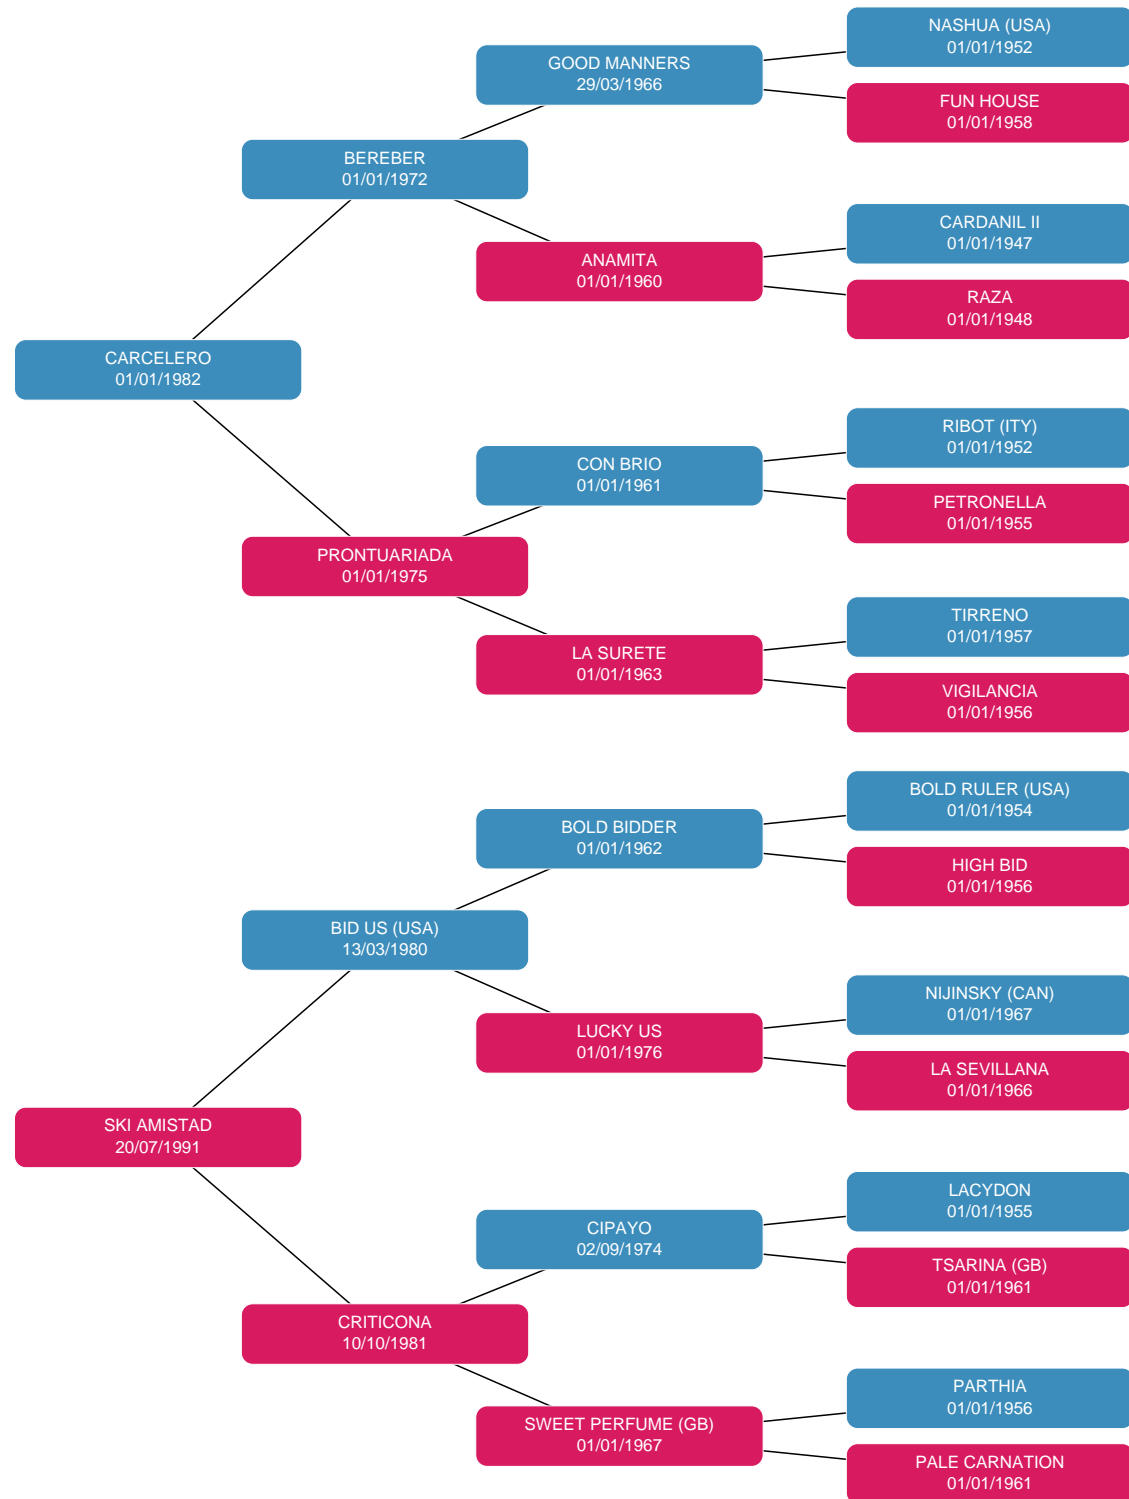 NASHUA (USA)
01/01/1952
GOOD MANNERS
29/03/1966
FUN HOUSE
01/01/1958
BEREBER
01/01/1972
CARDANIL II
01/01/1947
ANAMITA
01/01/1960
RAZA
01/01/1948
CARCELERO
01/01/1982
RIBOT (ITY)
01/01/1952
CON BRIO
01/01/1961
PETRONELLA
01/01/1955
PRONTUARIADA
01/01/1975
TIRRENO
01/01/1957
LA SURETE
01/01/1963
VIGILANCIA
01/01/1956
BOLD RULER (USA)
01/01/1954
BOLD BIDDER
01/01/1962
HIGH BID
01/01/1956
BID US (USA)
13/03/1980
NIJINSKY (CAN)
01/01/1967
LUCKY US
01/01/1976
LA SEVILLANA
01/01/1966
SKI AMISTAD
20/07/1991
LACYDON
01/01/1955
CIPAYO
02/09/1974
TSARINA (GB)
01/01/1961
CRITICONA
10/10/1981
PARTHIA
01/01/1956
SWEET PERFUME (GB)
01/01/1967
PALE CARNATION
01/01/1961